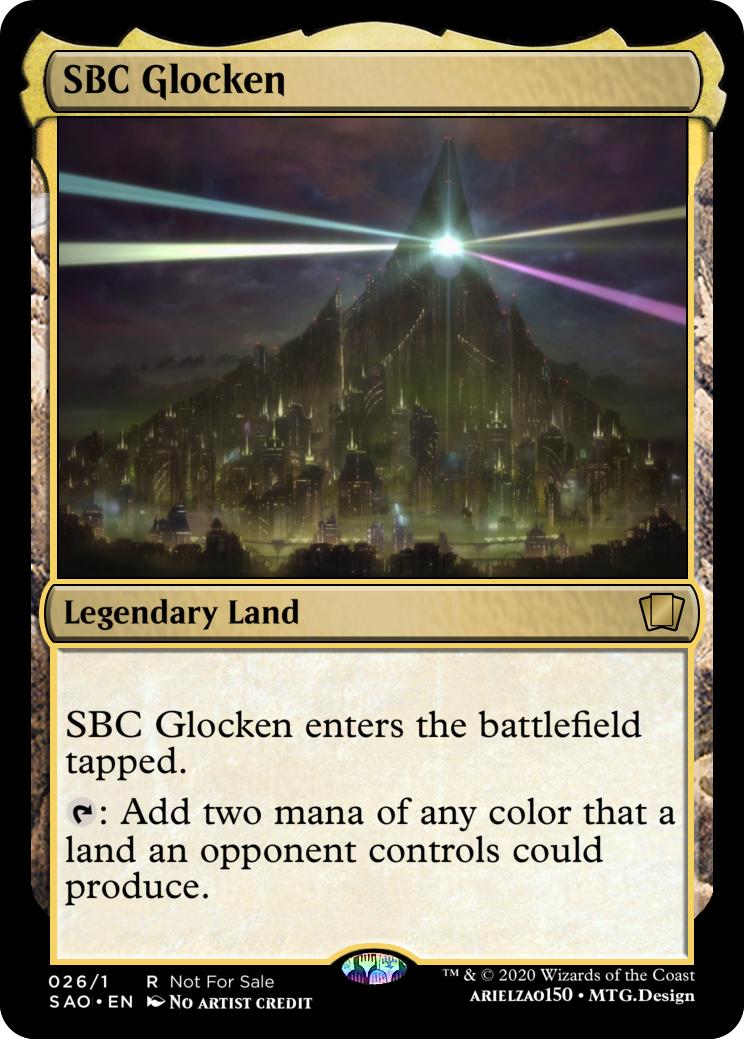 SBC Glocken
Legendary Land
SBC Glocken enters the battlefield
tapped.
: Add two mana of any color that a
land an opponent controls could
produce.
026/1 R Not For Sale
SAO • EN No artist credit
™ & © 2020 Wizards of the Coast
arielzao150 • MTG.Design